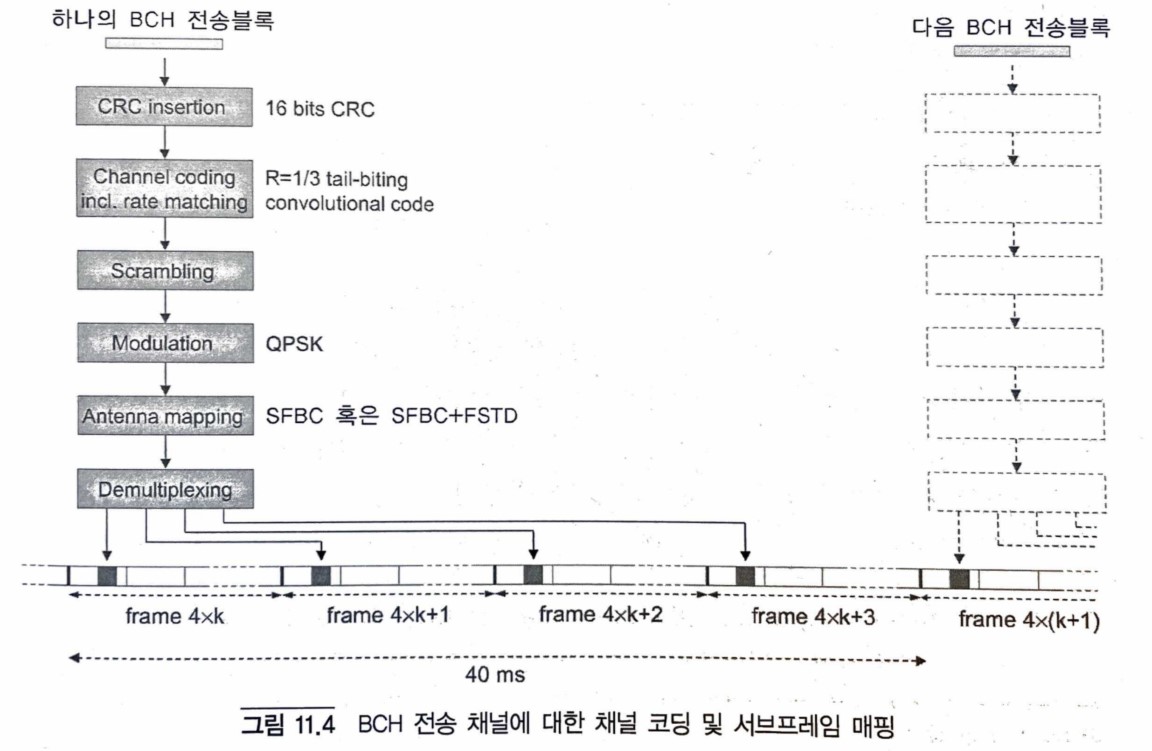 하나의 BCH 전송블록
다음 BCH 전송블록
CRC insertion
16 bits CRC
Channel coding
incl. rate matching
R=1/3 tail-biting
convolutional code
Scrambling
Modulation
QPSK
Antenna mapping
SFBC 혹은 SFBC+FSTD
Demultiplexing
frame 4×k
frame 4×k+1
frame 4×k+2
frame 4×k+3
frame 4×(k+1)
40 ms
그림 11.4 BCH 전송 채널에 대한 채널 코딩 및 서브프레임 매핑